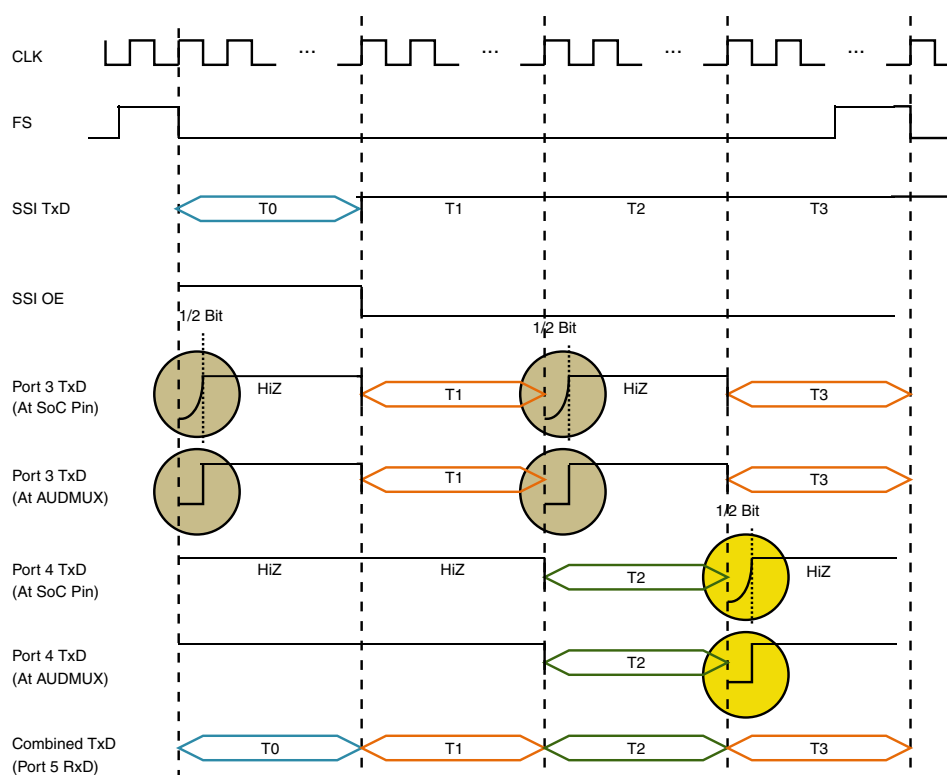 CLK
... ... ... ...
FS
SSI TxD
T0 T1 T2 T3
SSI OE
1/2 Bit 1/2 Bit
Port 3 TxD
(At SoC Pin)
HiZ T1 HiZ T3
Port 3 TxD
(At AUDMUX)
T1 T3
1/2 Bit
Port 4 TxD
(At SoC Pin)
HiZ HiZ T2 HiZ
Port 4 TxD
(At AUDMUX)
T2
Combined TxD
(Port 5 RxD)
T0 T1 T2 T3